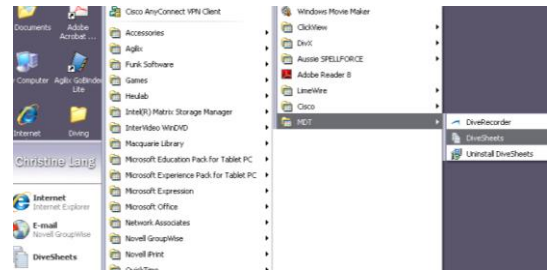 Documents
Adobe
Acrobat ...
Computer
Agilix GoBinder
Lite
Internet
Diving
Christine Lang
Internet
Internet Explorer
E-mail
Novell GroupWise
DiveSheets
Cisco AnyConnect VPN Client
Accessories
Agilix
Funk Software
Games
Heulab
Intel(R) Matrix Storage Manager
InterVideo WinDVD
Macquarie Library
Microsoft Education Pack for Tablet PC
Microsoft Experience Pack for Tablet PC
Microsoft Expression
Microsoft Office
Network Associates
Novell GroupWise
Novell iPrint
QuickTime
Windows Movie Maker
ClickView
DivX
Aussie SPELLFORCE
Adobe Reader 8
LimeWire
Cisco
MDT
DiveRecorder
DiveSheets
Uninstall DiveSheets